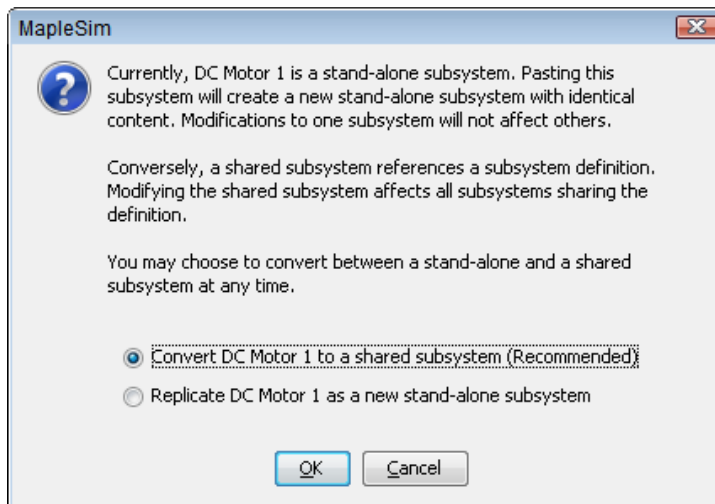 MapleSim
Currently, DC Motor 1 is a stand-alone subsystem. Pasting this
subsystem will create a new stand-alone subsystem with identical
content. Modifications to one subsystem will not affect others.
Conversely, a shared subsystem references a subsystem definition.
Modifying the shared subsystem affects all subsystems sharing the
definition.
You may choose to convert between a stand-alone and a shared
subsystem at any time.
Convert DC Motor 1 to a shared subsystem (Recommended)
Replicate DC Motor 1 as a new stand-alone subsystem
OK Cancel